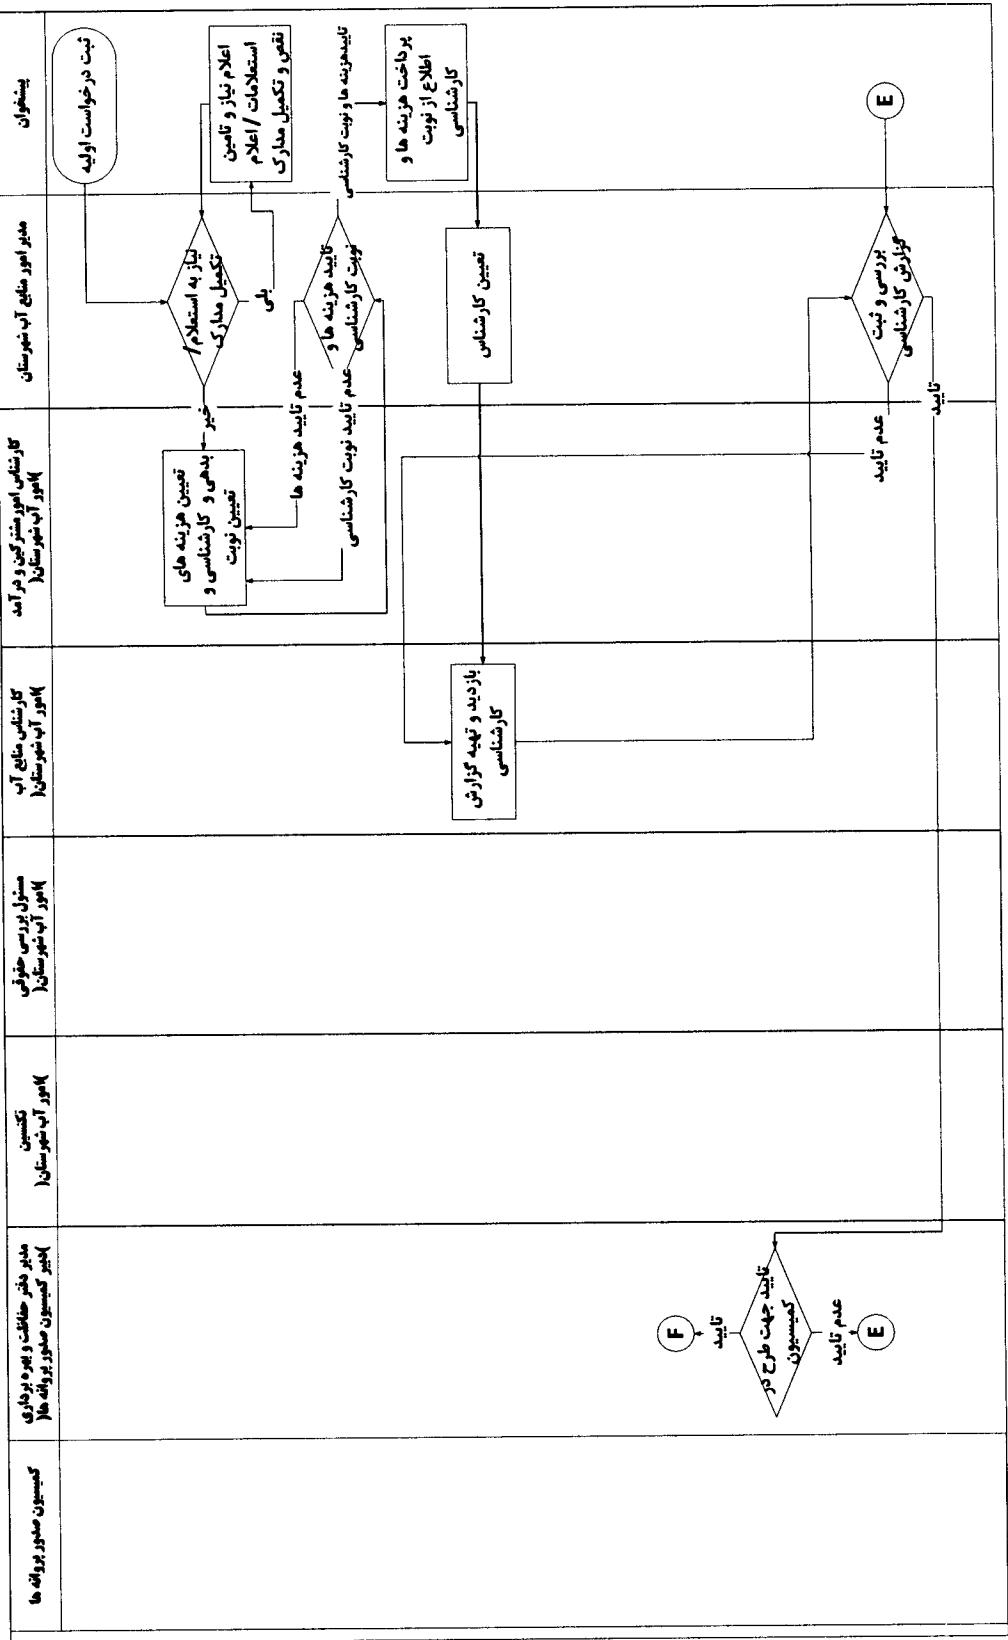 پیشخوان
مدیر امور منابع آب شهرستان
کارشناس امور مشترکین و درآمد
)امور آب شهرستان(
کارشناس منابع آب
)امور آب شهرستان(
مسئول بررسی حقوقی
)امور آب شهرستان(
تکنسین
)امور آب شهرستان(
مدیر دفتر حفاظت و بهره برداری
)دبیر کمیسیون صدور پروانه ها(
کمیسیون صدور پروانه ها
ثبت درخواست اولیه
اعلام نیاز و تامین
استعلامات / اعلام
نقص و تکمیل مدارک
نیاز به استعلام/
تکمیل مدارک
بلی
خیر
تعیین هزینه های
بدهی و کارشناسی و
تعیین نوبت
تایید هزینه ها و
نوبت کارشناسی
عدم تایید هزینه ها
عدم تایید نوبت کارشناسی
تاییدهزینه ها و نوبت کارشناسی
پرداخت هزینه ها و
اطلاع از نوبت
کارشناسی
تعیین کارشناس
بازدید و تهیه گزارش
کارشناسی
E
بررسی و ثبت
گزارش کارشناسی
عدم تایید
تایید
تایید جهت طرح در
کمیسیون
تایید
F
عدم تایید
E